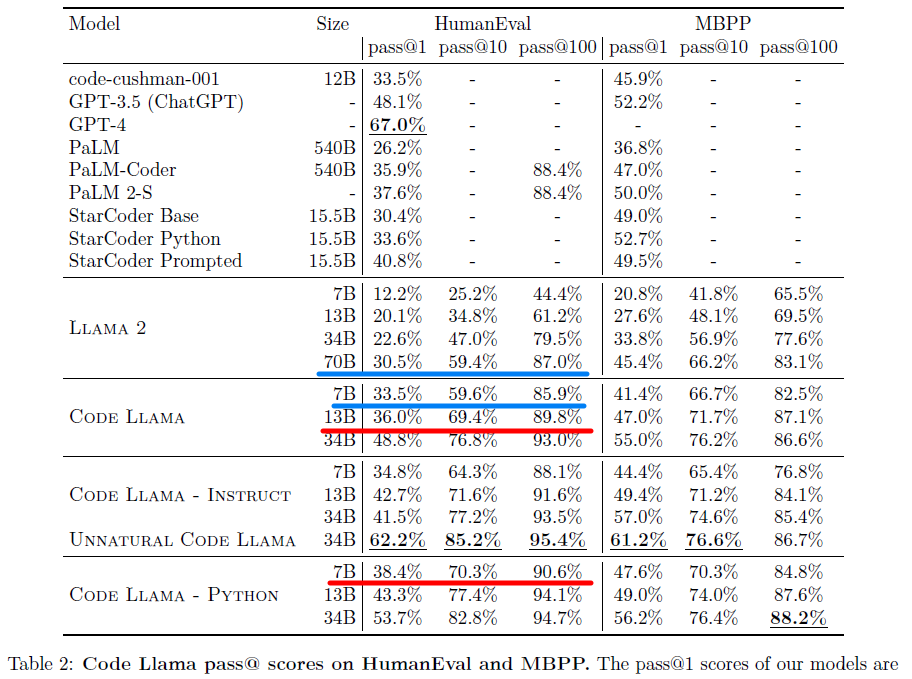 Model Size HumanEval MBPP
pass@1 pass@10 pass@100 pass@1 pass@10 pass@100
code-cushman-001 12B 33.5% - - 45.9% - -
GPT-3.5 (ChatGPT) - 48.1% - - 52.2% - -
GPT-4 - 67.0% - - - - -
PaLM 540B 26.2% - - 36.8% - -
PaLM-Coder 540B 35.9% - 88.4% 47.0% - -
PaLM 2-S - 37.6% - 88.4% 50.0% - -
StarCoder Base 15.5B 30.4% - - 49.0% - -
StarCoder Python 15.5B 33.6% - - 52.7% - -
StarCoder Prompted 15.5B 40.8% - - 49.5% - -
7B 12.2% 25.2% 44.4% 20.8% 41.8% 65.5%
13B 20.1% 34.8% 61.2% 27.6% 48.1% 69.5%
Llama 2
34B 22.6% 47.0% 79.5% 33.8% 56.9% 77.6%
70B 30.5% 59.4% 87.0% 45.4% 66.2% 83.1%
7B 33.5% 59.6% 85.9% 41.4% 66.7% 82.5%
Code Llama 13B 36.0% 69.4% 89.8% 47.0% 71.7% 87.1%
34B 48.8% 76.8% 93.0% 55.0% 76.2% 86.6%
7B 34.8% 64.3% 88.1% 44.4% 65.4% 76.8%
Code Llama - Instruct 13B 42.7% 71.6% 91.6% 49.4% 71.2% 84.1%
34B 41.5% 77.2% 93.5% 57.0% 74.6% 85.4%
Unnatural Code Llama 34B 62.2% 85.2% 95.4% 61.2% 76.6% 86.7%
7B 38.4% 70.3% 90.6% 47.6% 70.3% 84.8%
Code Llama - Python 13B 43.3% 77.4% 94.1% 49.0% 74.0% 87.6%
34B 53.7% 82.8% 94.7% 56.2% 76.4% 88.2%
Table 2: Code Llama pass@ scores on HumanEval and MBPP. The pass@1 scores of our models are